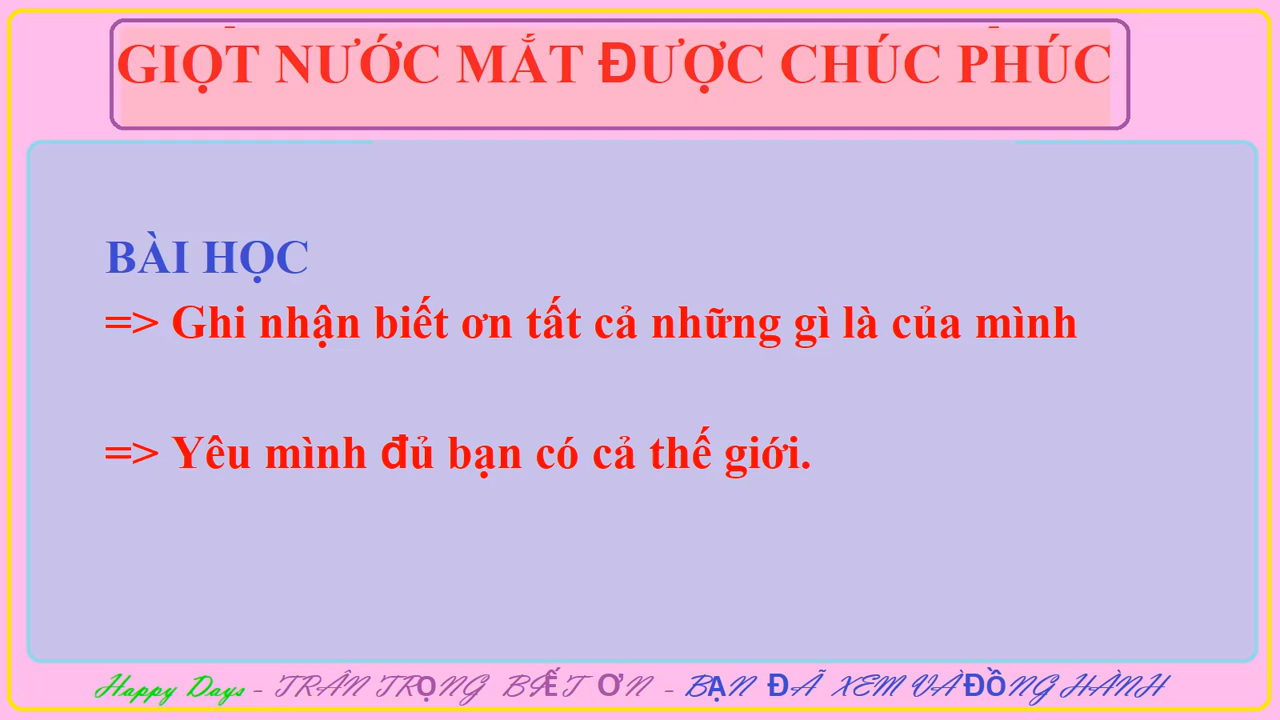 GIỌT NƯỚC MẮT ĐƯỢC CHÚC PHÚC
BÀI HỌC
=> Ghi nhận biết ơn tất cả những gì là của mình
=> Yêu mình đủ bạn có cả thế giới.
Happy Days - TRÂN TRỌNG BIẾT ƠN - BẠN ĐÃ XEM VÀ ĐỒNG HÀNH